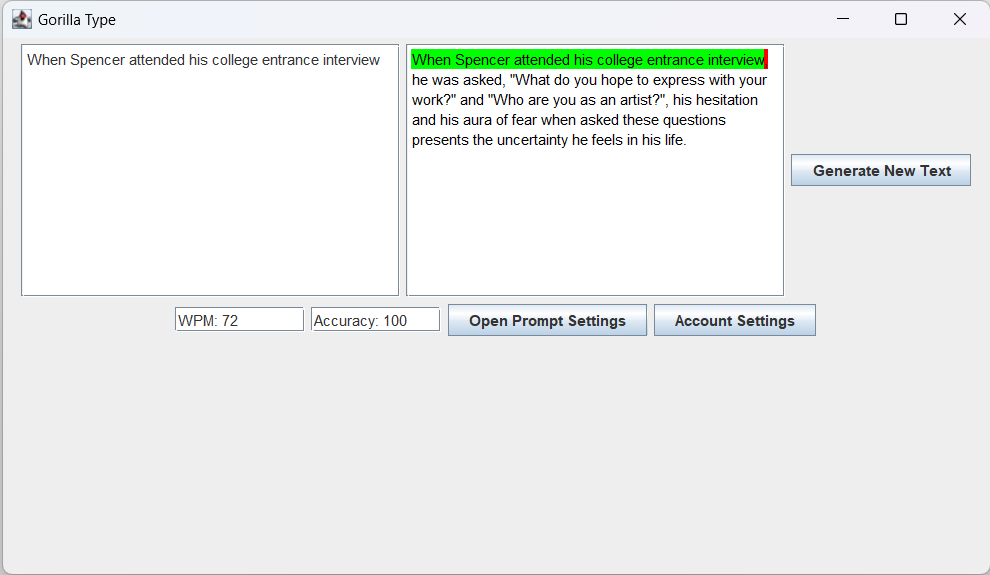 Gorilla Type
When Spencer attended his college entrance interview
When Spencer attended his college entrance interview,
he was asked, "What do you hope to express with your
work?" and "Who are you as an artist?", his hesitation
and his aura of fear when asked these questions
presents the uncertainty he feels in his life.
Generate New Text
WPM: 72
Accuracy: 100
Open Prompt Settings
Account Settings